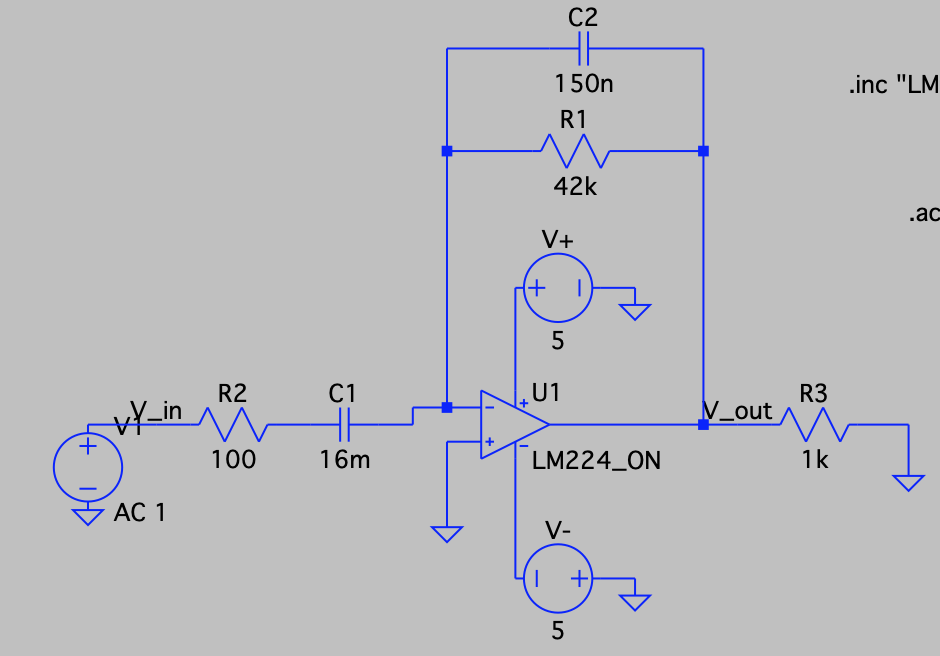 C2
150n
.inc "LM
R1
42k
.ac
V+
5
R2
C1
U1
R3
V_in
V_out
V1
100
16m
LM224_ON
1k
AC 1
V-
5